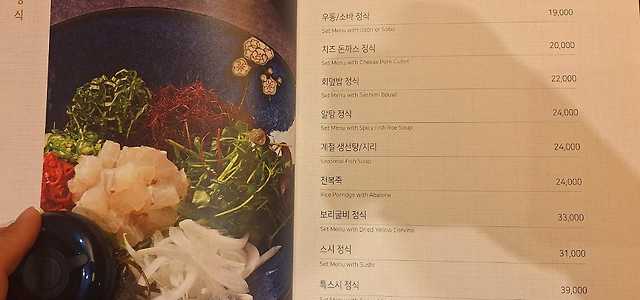 정
식
우동/소바 정식 19,000
Set Menu with Udon or Soba
치즈 돈까스 정식 20,000
Set Menu with Cheese Pork Cutlet
회덮밥 정식 22,000
Set Menu with Sashimi Bowel
알탕 정식 24,000
Set Menu with Spicy Fish Roe Soup
계절 생선탕/지리 24,000
Seasonal Fish Soup
전복죽 24,000
Rice Porridge with Abalone
보리굴비 정식 33,000
Set Menu with Dried Yellow Corvina
스시 정식 31,000
Set Menu with Sushi
특스시 정식 39,000